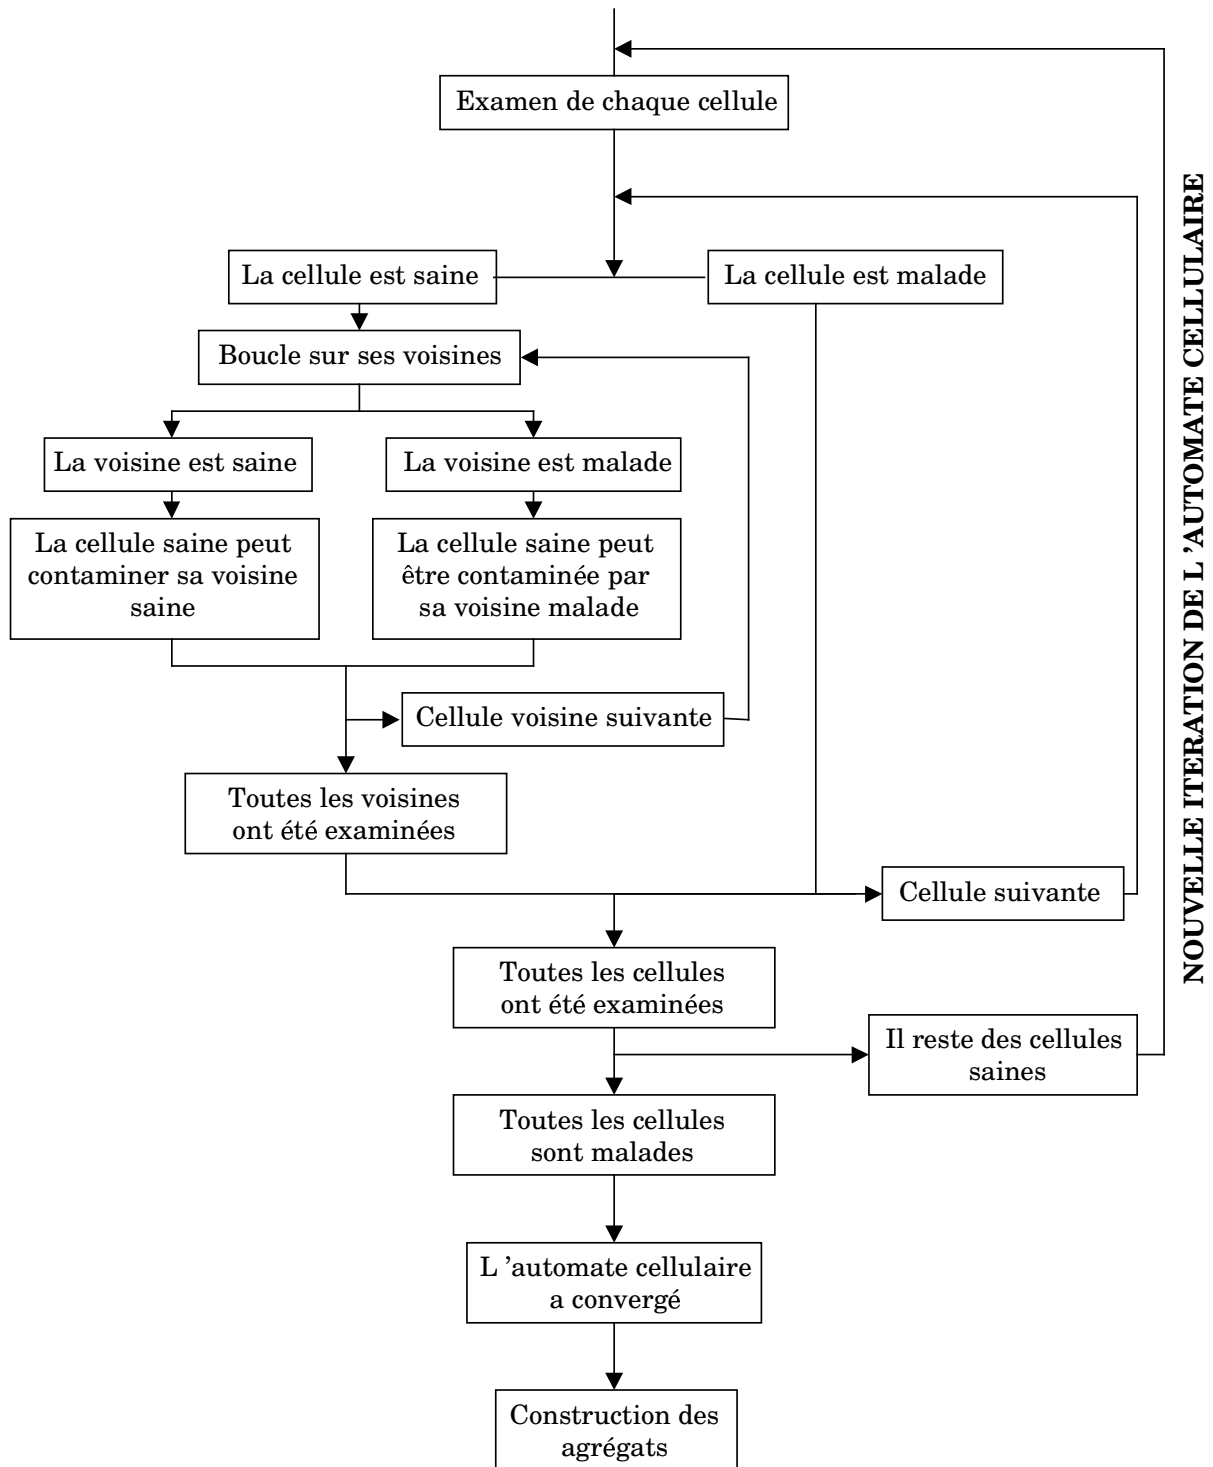 Examen de chaque cellule
La cellule est saine
La cellule est malade
Boucle sur ses voisines
La voisine est saine
La voisine est malade
La cellule saine peut
contaminer sa voisine
saine
La cellule saine peut
être contaminée par
sa voisine malade
Cellule voisine suivante
Toutes les voisines
ont été examinées
Cellule suivante
Toutes les cellules
ont été examinées
Il reste des cellules
saines
Toutes les cellules
sont malades
L 'automate cellulaire
a convergé
Construction des
agrégats
NOUVELLE ITERATION DE L 'AUTOMATE CELLULAIRE